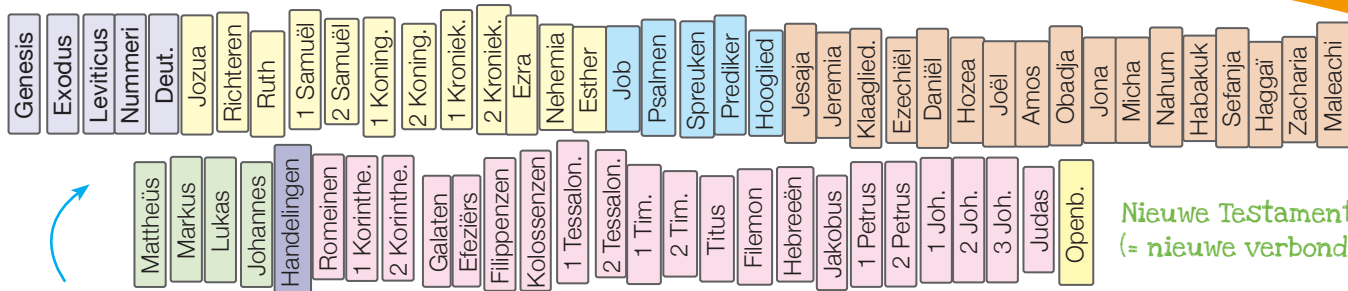 Genesis
Exodus
Leviticus
Nummeri
Deut.
Jozua
Richteren
Ruth
1 Samuël
2 Samuël
1 Koning.
2 Koning.
1 Kroniek.
2 Kroniek.
Ezra
Nehemia
Esther
Job
Psalmen
Spreuken
Prediker
Hooglied
Jesaja
Jeremia
Klaaglied.
Ezechiël
Daniël
Hozea
Joël
Amos
Obadja
Jona
Micha
Nahum
Habakuk
Sefanja
Haggaï
Zacharia
Maleachi
Mattheüs
Markus
Lukas
Johannes
Handelingen
Romeinen
1 Korinthe.
2 Korinthe.
Galaten
Efeziërs
Filippenzen
Kolossenzen
1 Tessalon.
2 Tessalon.
1 Tim.
2 Tim.
Titus
Filemon
Hebreeën
Jakobus
1 Petrus
2 Petrus
1 Joh.
2 Joh.
3 Joh.
Judas
Openb.
Nieuwe Testament
(= nieuwe verbond